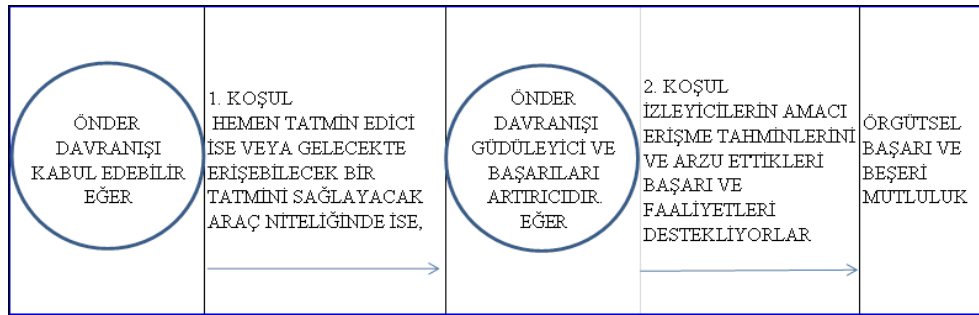 ÖNDER
DAVRANIŞI
KABUL EDEBİLİR
EĞER
1. KOŞUL
HEMEN TATMİN EDİCİ
İSE VEYA GELECEKTE
ERİŞEBİLECEK BİR
TATMİNİ SAĞLAYACAK
ARAÇ NİTELİĞİNDE İSE,
ÖNDER
DAVRANIŞI
GÜDÜLEYİCİ VE
BAŞARILARI
ARTIRICIDIR.
EĞER
2. KOŞUL
İZLEYİCİLERİN AMACI
ERİŞME TAHMİNLERİNİ
VE ARZU ETTİKLERİ
BAŞARI VE
FAALİYETLERİ
DESTEKLİYORLAR
ÖRGÜTSEL
BAŞARI VE
BEŞERİ
MUTLULUK